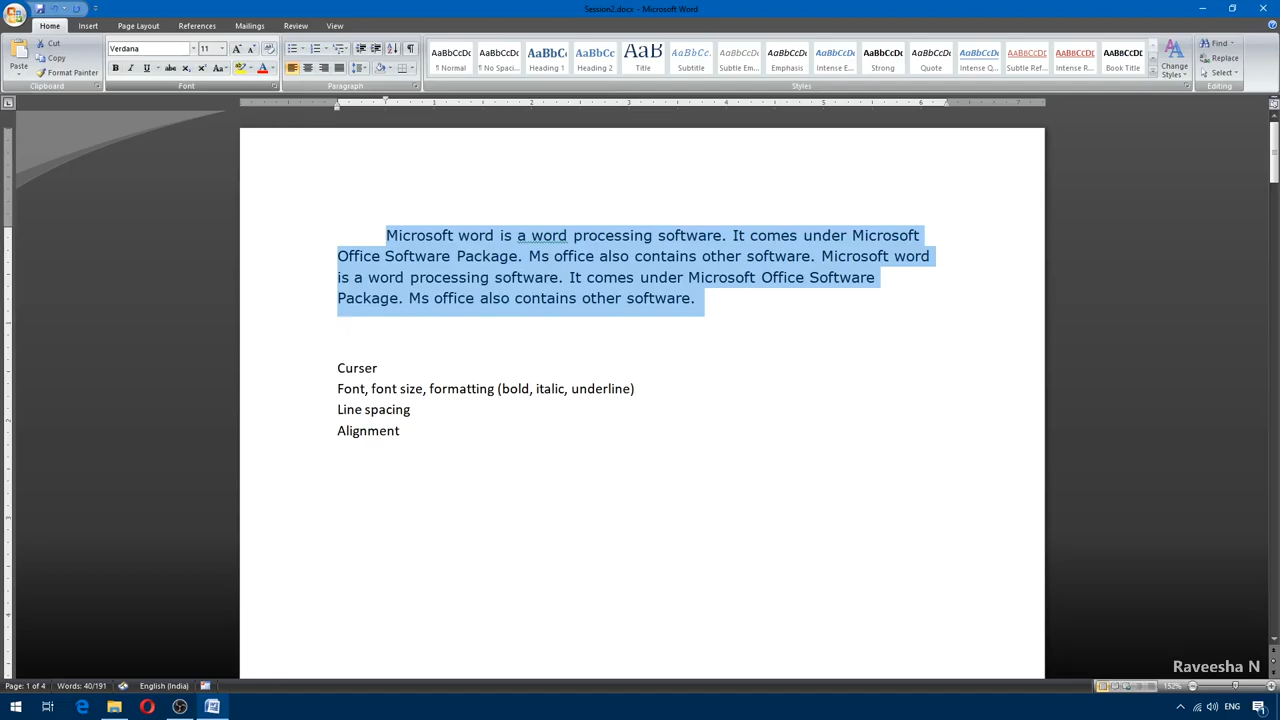 Session2.docx - Microsoft Word
Home Insert Page Layout References Mailings Review View
Cut
Copy
Format Painter
Paste
Clipboard
Verdana 11
Font
Paragraph
AaBbCcDc AaBbCcDc AaBbCc AaBbCc AaB AaBbCc. AaBbCcDc AaBbCcDc AaBbCcDc AaBbCcDc AaBbCcDc AaBbCcDc AaBbCcDc AaBbCcDc AaBbCcDc
¶ Normal ¶ No Spaci... Heading 1 Heading 2 Title Subtitle Subtle Em... Emphasis Intense E... Strong Quote Intense Q... Subtle Ref... Intense R... Book Title
Change Styles
Styles
Find
Replace
Select
Editing
Microsoft word is a word processing software. It comes under Microsoft
Office Software Package. Ms office also contains other software. Microsoft word
is a word processing software. It comes under Microsoft Office Software
Package. Ms office also contains other software.
Curser
Font, font size, formatting (bold, italic, underline)
Line spacing
Alignment
Raveesha N
Page: 1 of 4 Words: 40/191 English (India) 152%
ENG